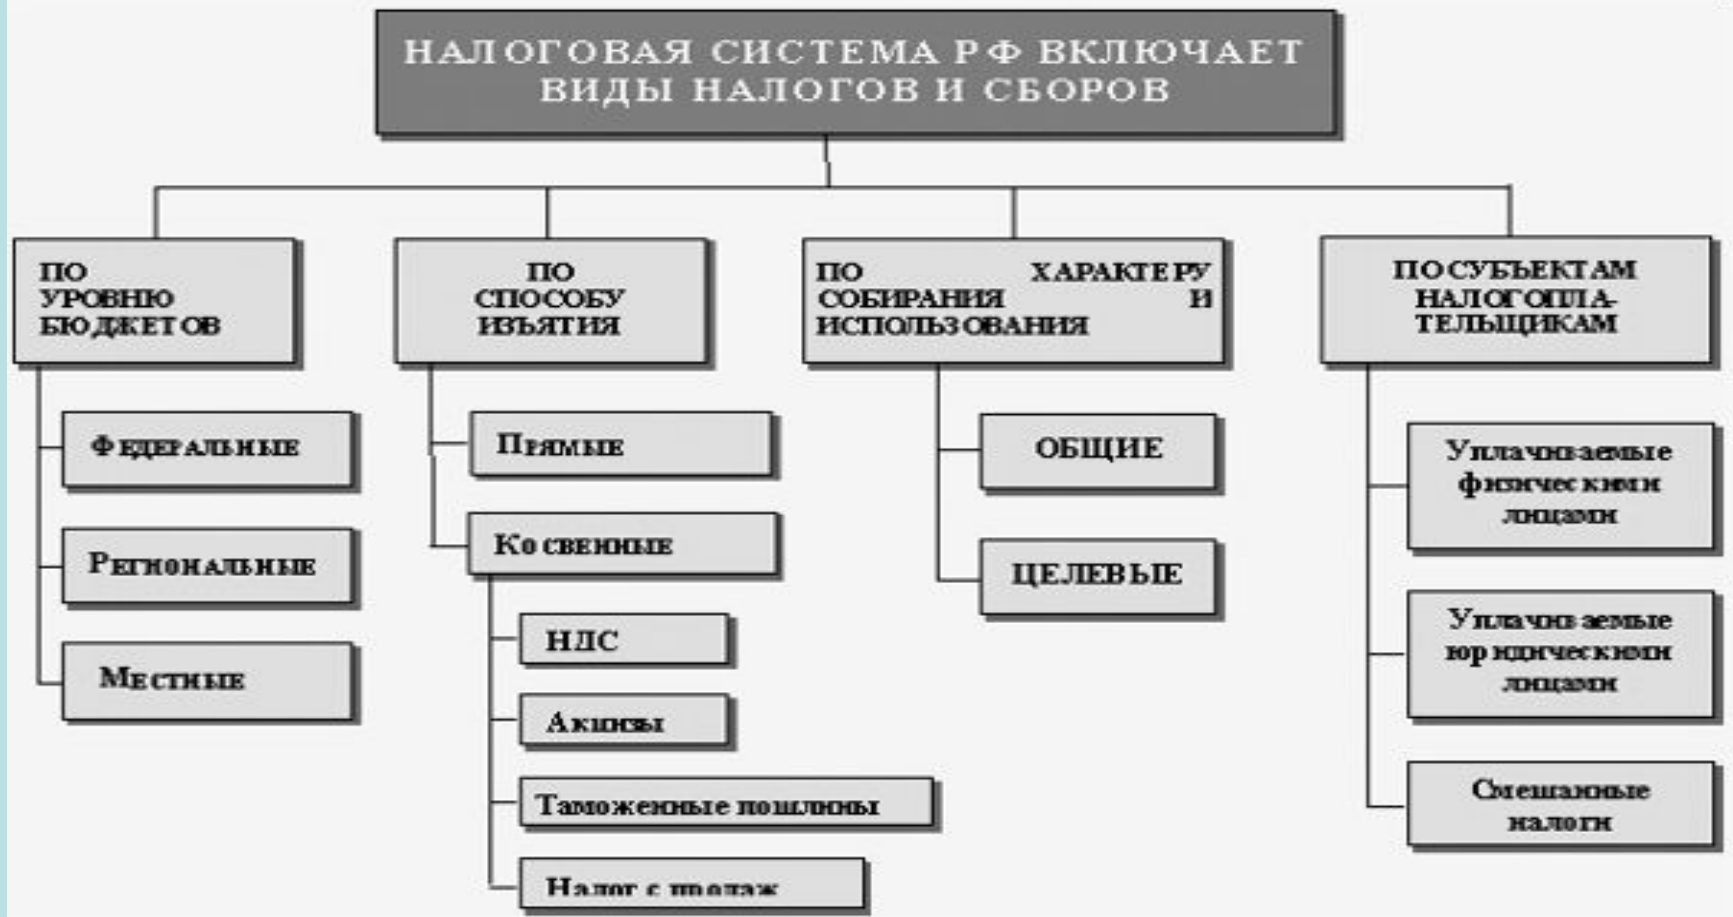 НАЛОГОВАЯ СИСТЕМА РФ ВКЛЮЧАЕТ
ВИДЫ НАЛОГОВ И СБОРОВ
ПО
УРОВНЮ
БЮДЖЕТОВ
ФЕДЕРАЛЬНЫЕ
РЕГИОНАЛЬНЫЕ
МЕСТНЫЕ
ПО
СПОСОБУ
ИЗЪЯТИЯ
ПРЯМЫЕ
КОСВЕННЫЕ
НДС
Акцизы
Таможенные пошлины
Налог с продаж
ПО ХАРАКТЕРУ
СОБИРАНИЯ И
ИСПОЛЬЗОВАНИЯ
ОБЩИЕ
ЦЕЛЕВЫЕ
ПО СУБЪЕКТАМ
НАЛОГОПЛА-
ТЕЛЬЩИКАМ
Уплачиваемые
физическими
лицами
Уплачиваемые
юридическими
лицами
Смешанные
налоги